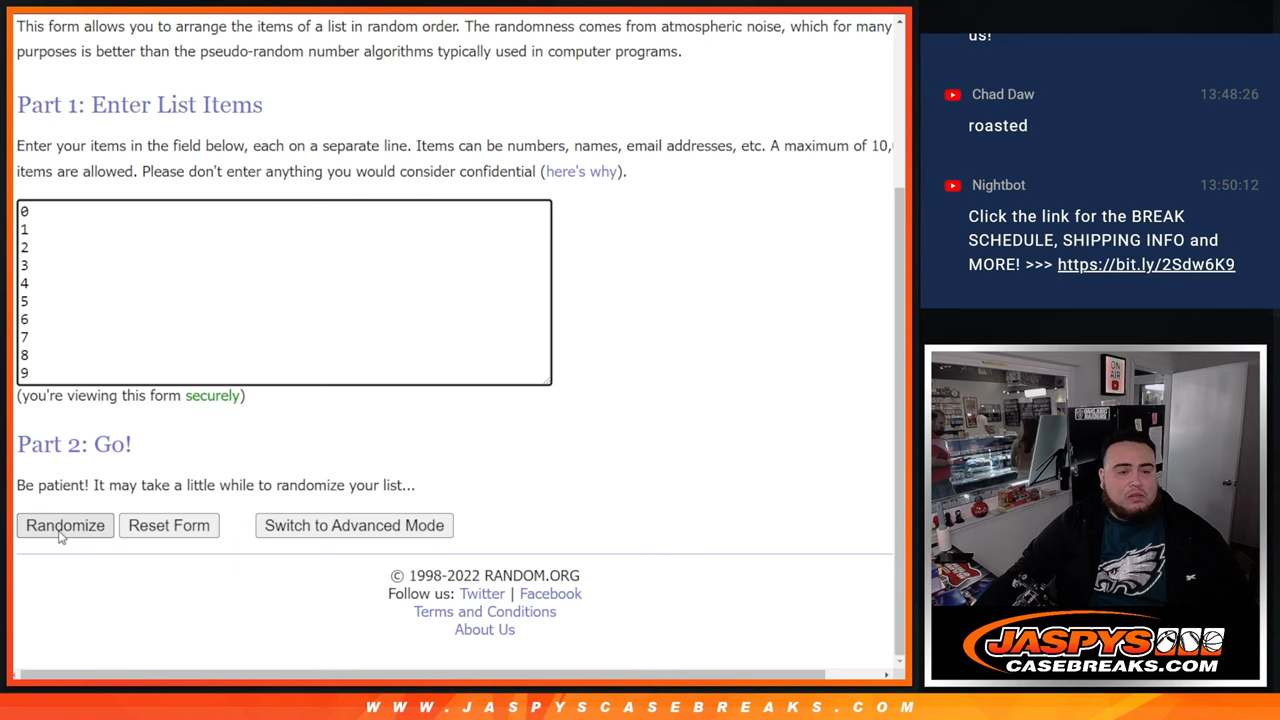 This form allows you to arrange the items of a list in random order. The randomness comes from atmospheric noise, which for many
purposes is better than the pseudo-random number algorithms typically used in computer programs.
Part 1: Enter List Items
Enter your items in the field below, each on a separate line. Items can be numbers, names, email addresses, etc. A maximum of 10,
items are allowed. Please don't enter anything you would consider confidential (here's why).
0
1
2
3
4
5
6
7
8
9
(you're viewing this form securely)
Part 2: Go!
Be patient! It may take a little while to randomize your list...
Randomize Reset Form Switch to Advanced Mode
© 1998-2022 RANDOM.ORG
Follow us: Twitter | Facebook
Terms and Conditions
About Us
us!
Chad Daw 13:48:26
roasted
Nightbot 13:50:12
Click the link for the BREAK
SCHEDULE, SHIPPING INFO and
MORE! >>> https://bit.ly/2Sdw6K9
ON
AIR
JASPYS
CASEBREAKS.COM
WWW.JASPYSCASEBREAKS.COM